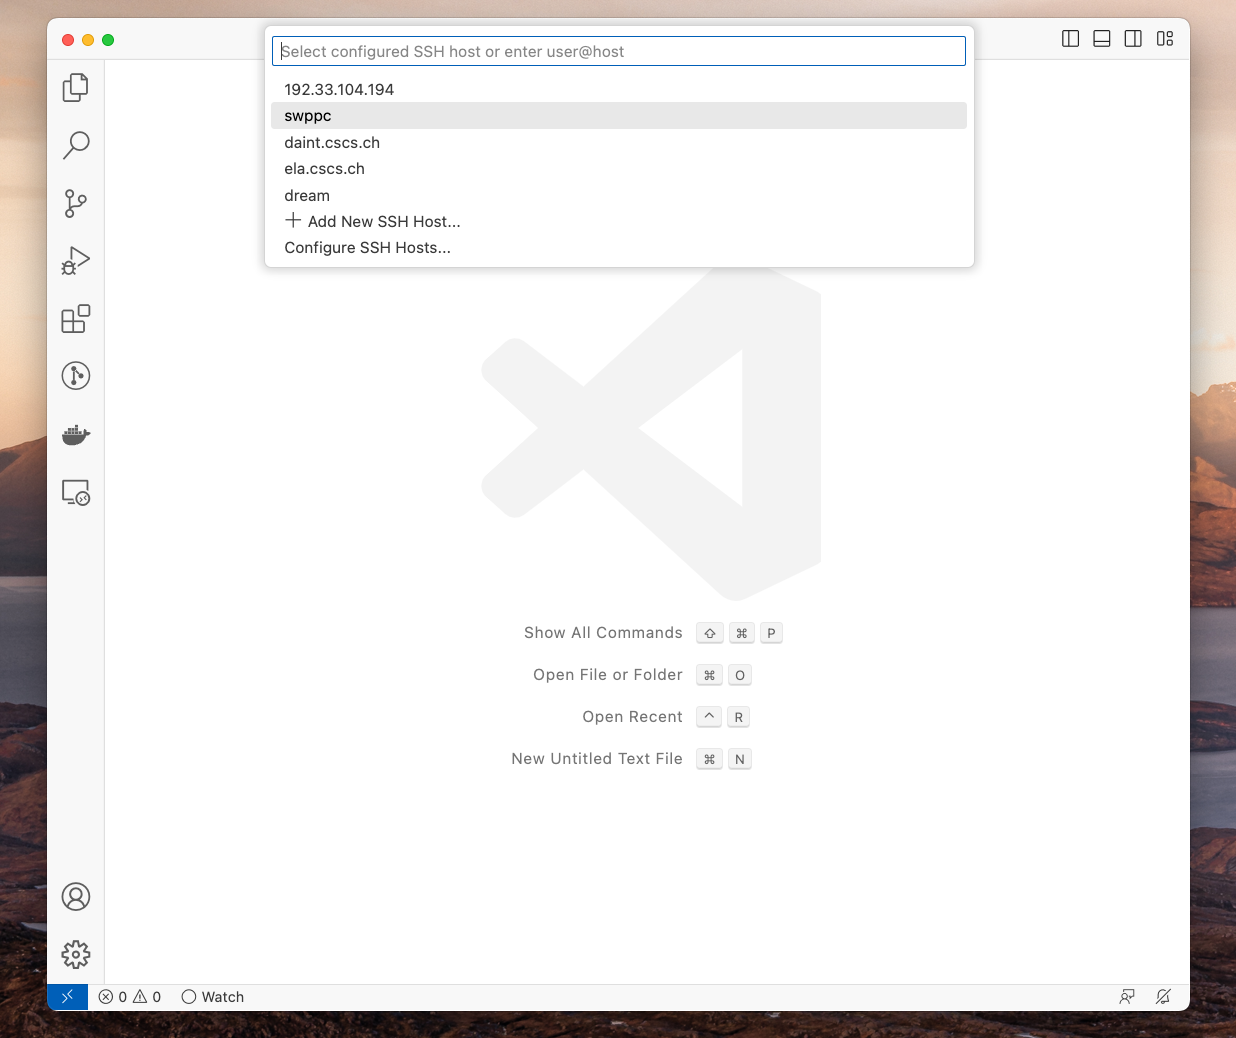 Select configured SSH host or enter user@host
192.33.104.194
swppc
daint.cscs.ch
ela.cscs.ch
dream
+ Add New SSH Host...
Configure SSH Hosts...
Show All Commands ⇧ ⌘ P
Open File or Folder ⌘ O
Open Recent ^ R
New Untitled Text File ⌘ N
0 0 Watch